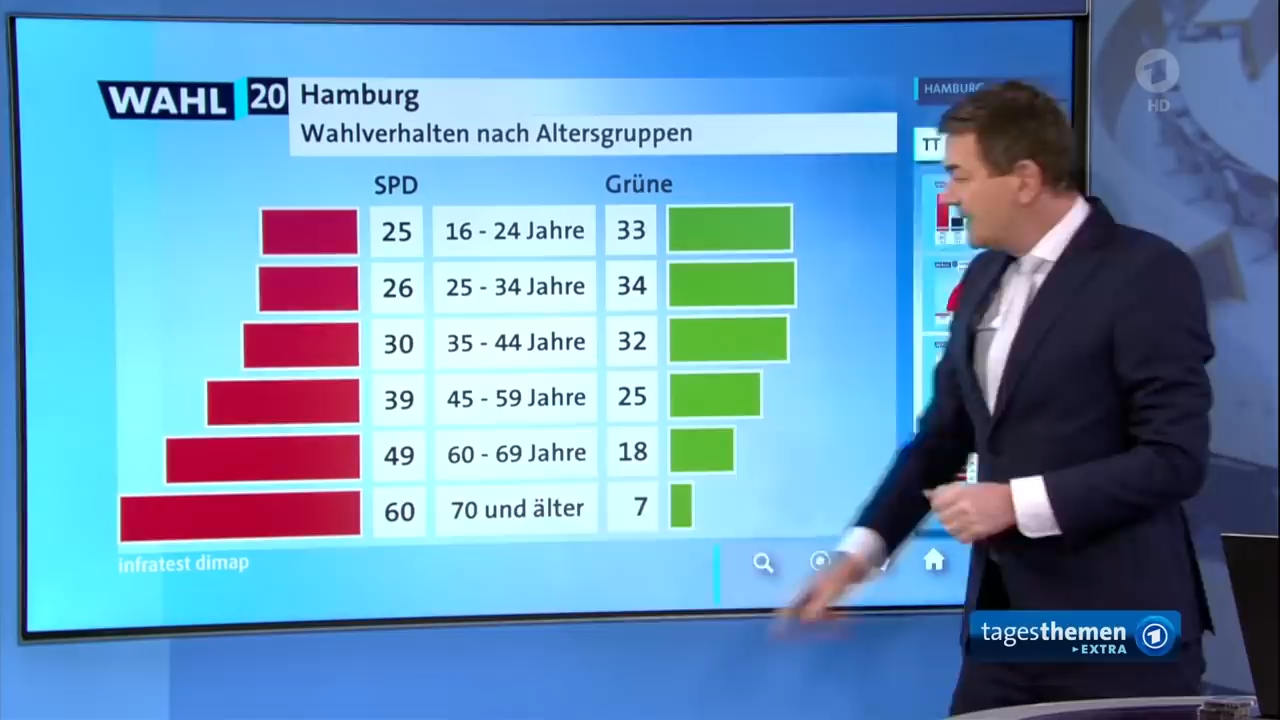 WAHL 20 Hamburg
Wahlverhalten nach Altersgruppen
HAMBURG
TT
HD
SPD Grüne
25 16 - 24 Jahre 33
26 25 - 34 Jahre 34
30 35 - 44 Jahre 32
39 45 - 59 Jahre 25
49 60 - 69 Jahre 18
60 70 und älter 7
infratest dimap
tagesthemen
EXTRA